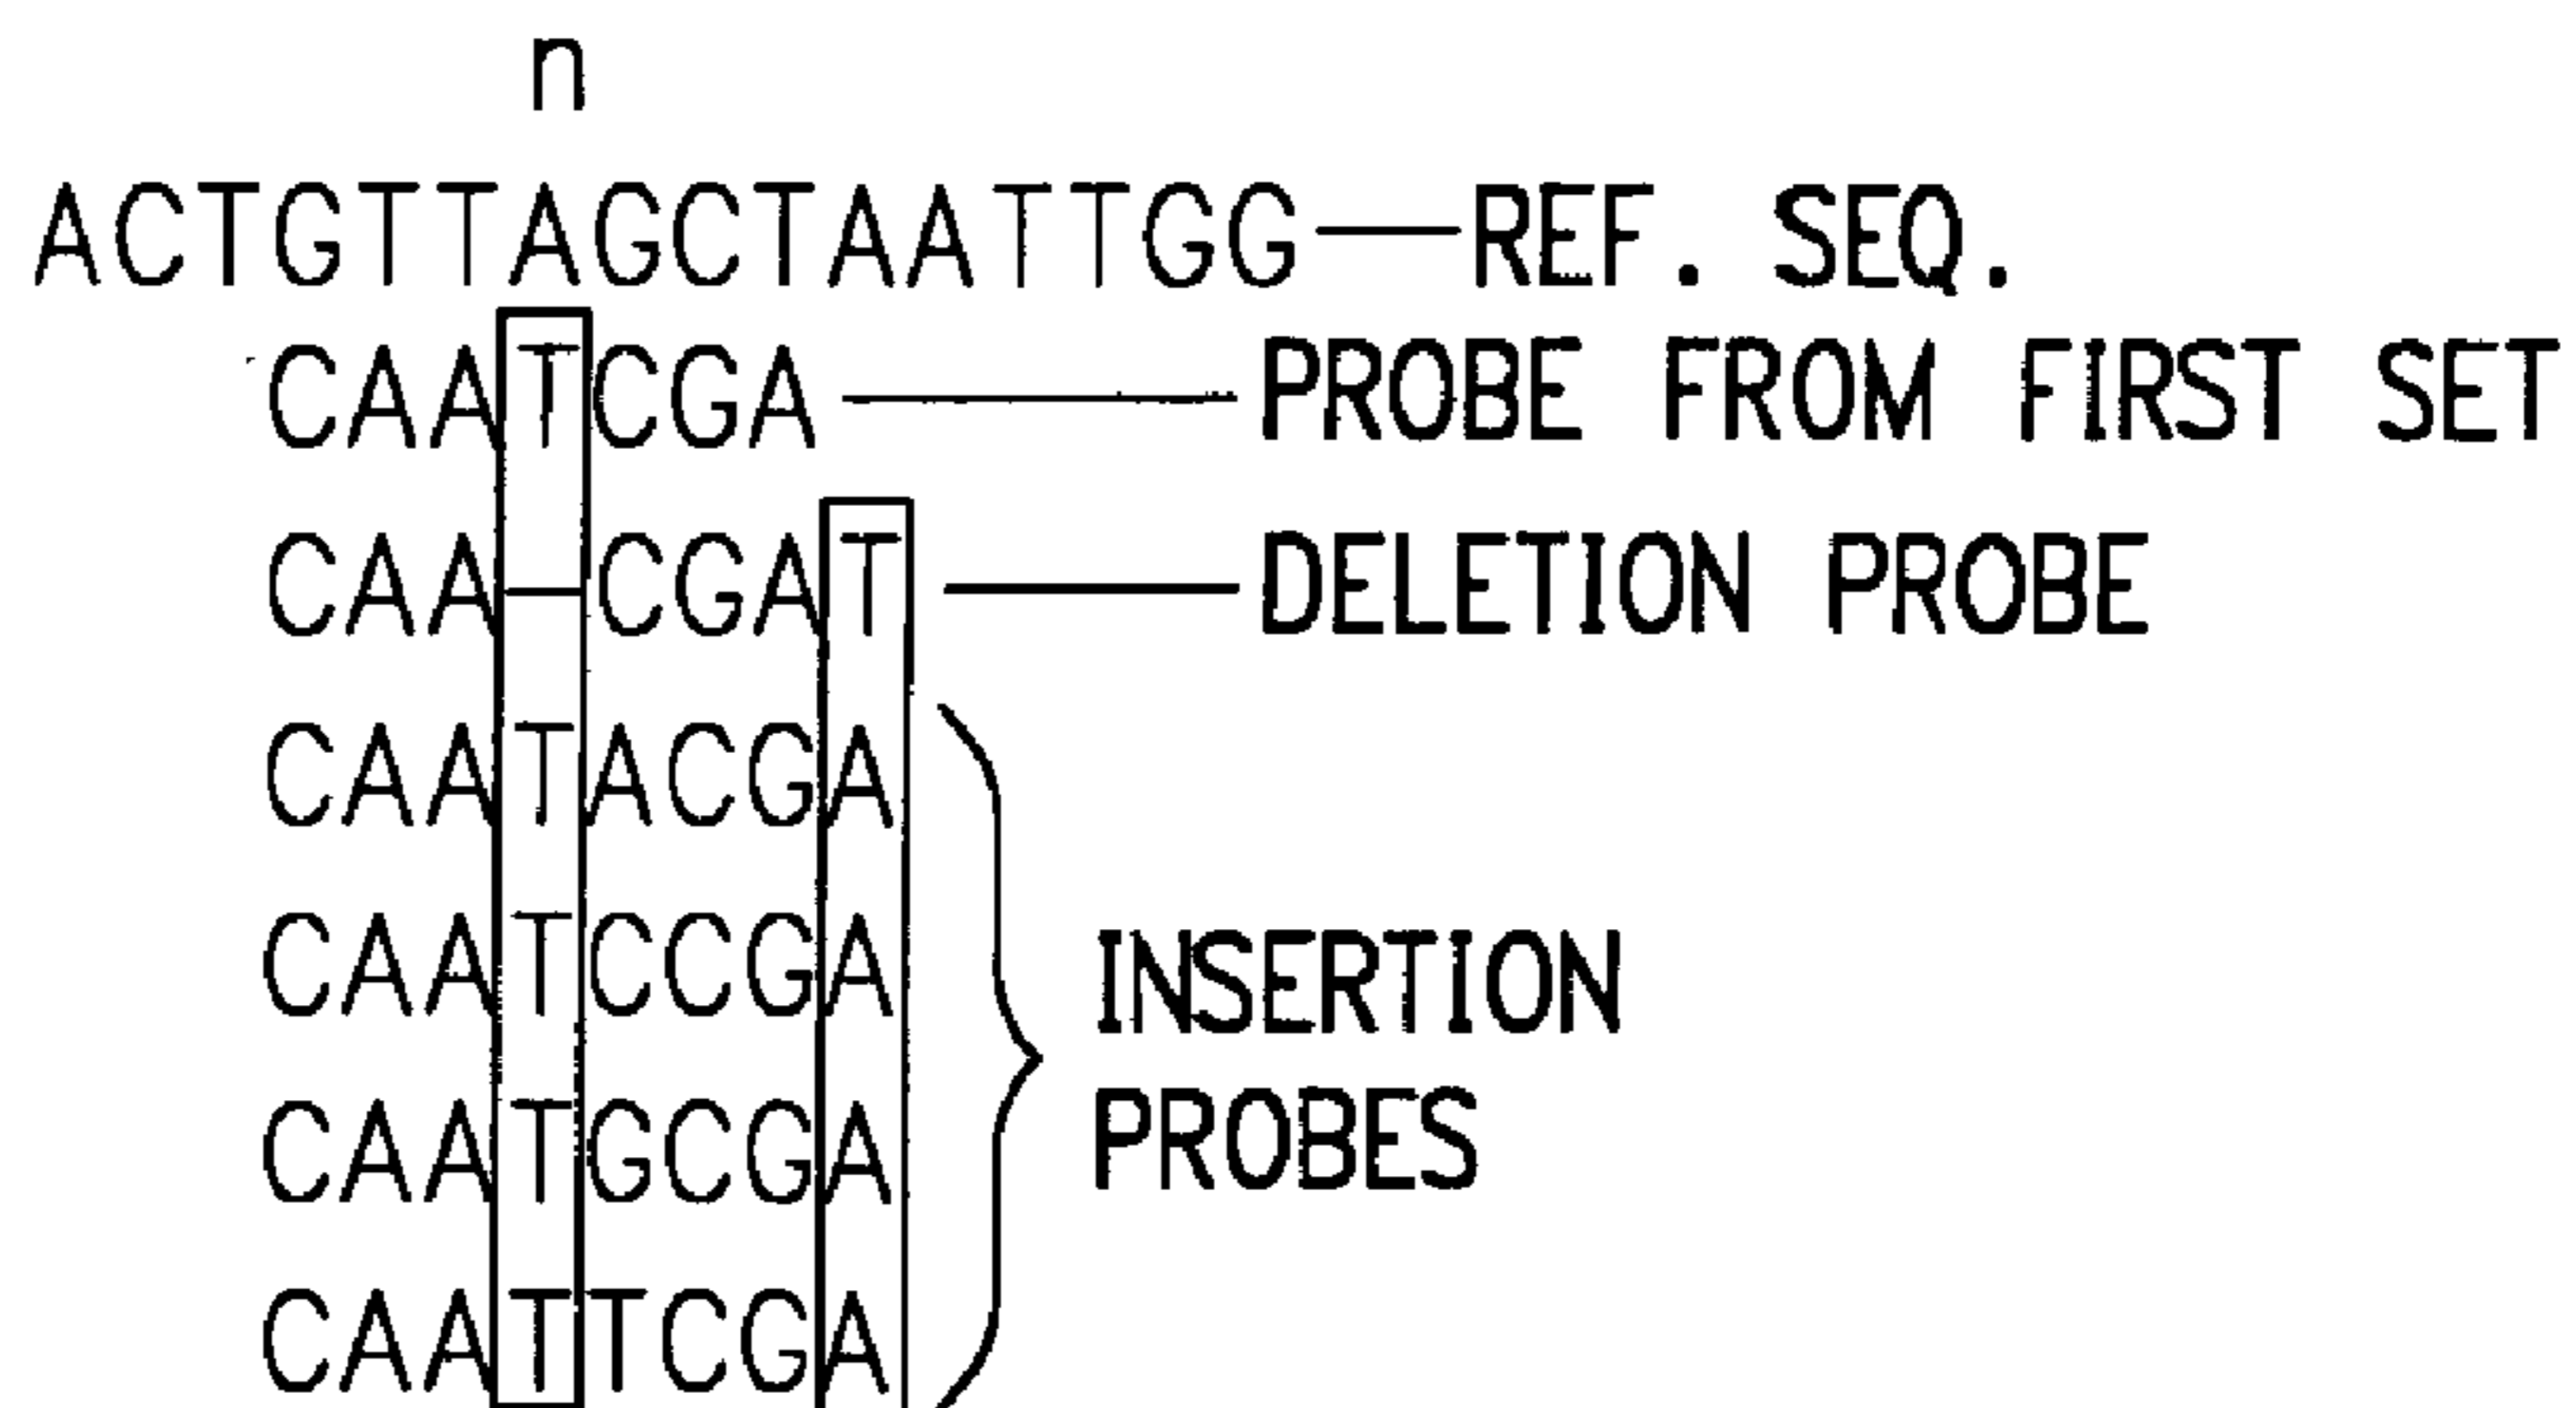 n
ACTGTTAGCTAATTGG — REF. SEQ.
CAATCGA — PROBE FROM FIRST SET
CAA–CGAT — DELETION PROBE
CAATACGA
CAATCCGA
INSERTION
PROBES
CAATGCGA
CAATTCGA